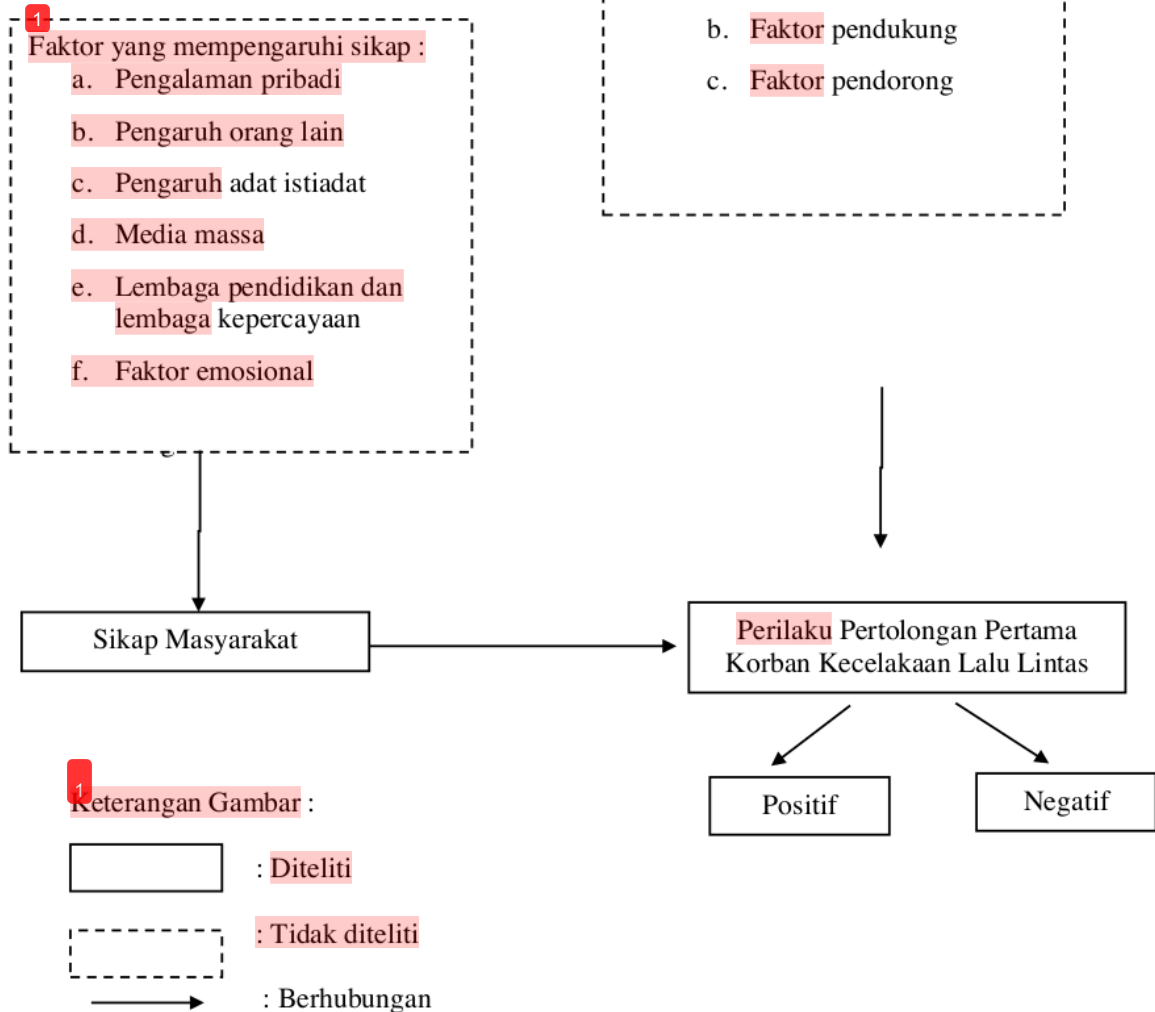 1
Faktor yang mempengaruhi sikap :
a. Pengalaman pribadi
b. Pengaruh orang lain
c. Pengaruh adat istiadat
d. Media massa
e. Lembaga pendidikan dan
lembaga kepercayaan
f. Faktor emosional
b. Faktor pendukung
c. Faktor pendorong
Sikap Masyarakat
Perilaku Pertolongan Pertama
Korban Kecelakaan Lalu Lintas
Positif
Negatif
1
Keterangan Gambar :
: Diteliti
: Tidak diteliti
: Berhubungan